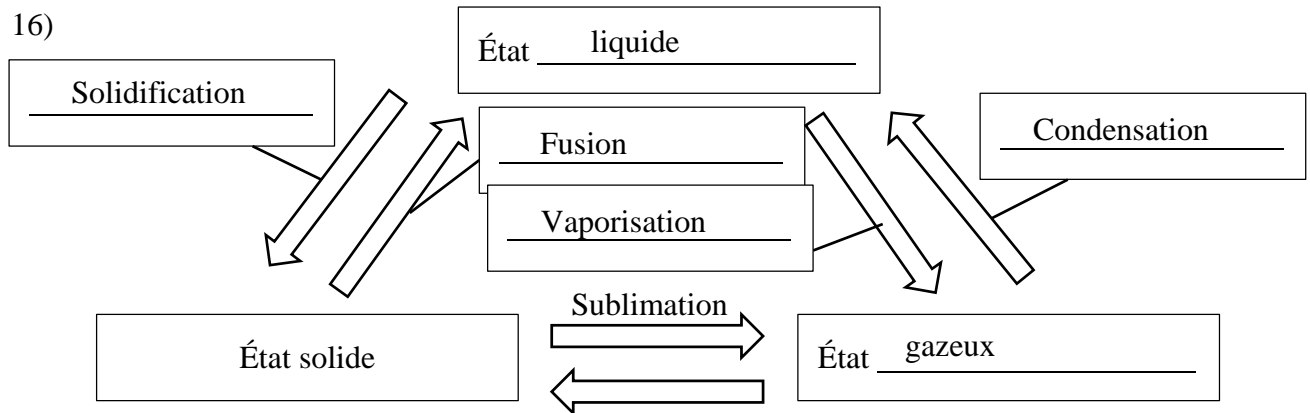 16)
État liquide
Solidification
Fusion
Condensation
Vaporisation
Sublimation
État solide
État gazeux